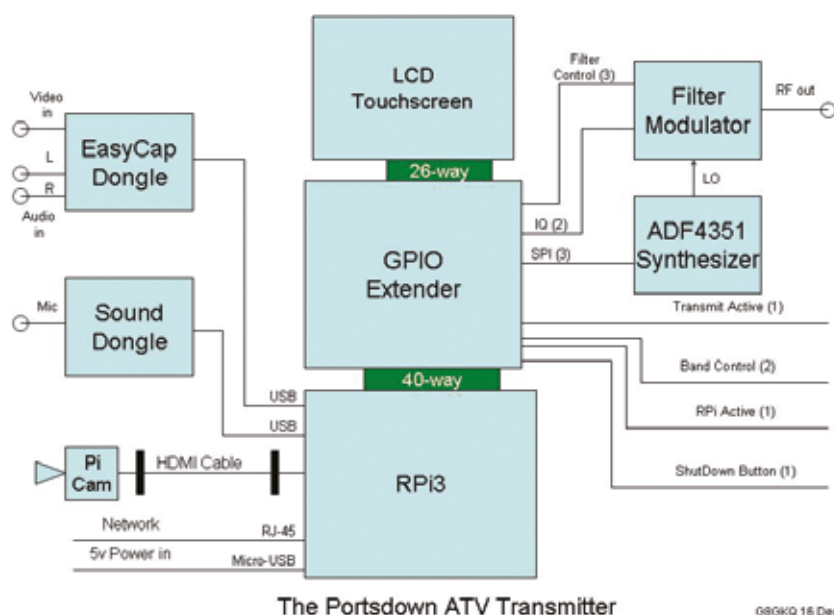 LCD
Touchscreen
Filter
Control (3)
Filter
Modulator
RF out
Video
in
L
R
Audio
in
EasyCap
Dongle
26-way
LO
IQ (2)
SPI (3)
GPIO
Extender
ADF4351
Synthesizer
Mic
Sound
Dongle
Transmit Active (1)
Band Control (2)
40-way
USB
USB
RPi Active (1)
Pi
Cam
HDMI Cable
RPi3
ShutDown Button (1)
Network
RJ-45
5v Power in
Micro-USB
The Portsdown ATV Transmitter
G8GKQ 16 Dec